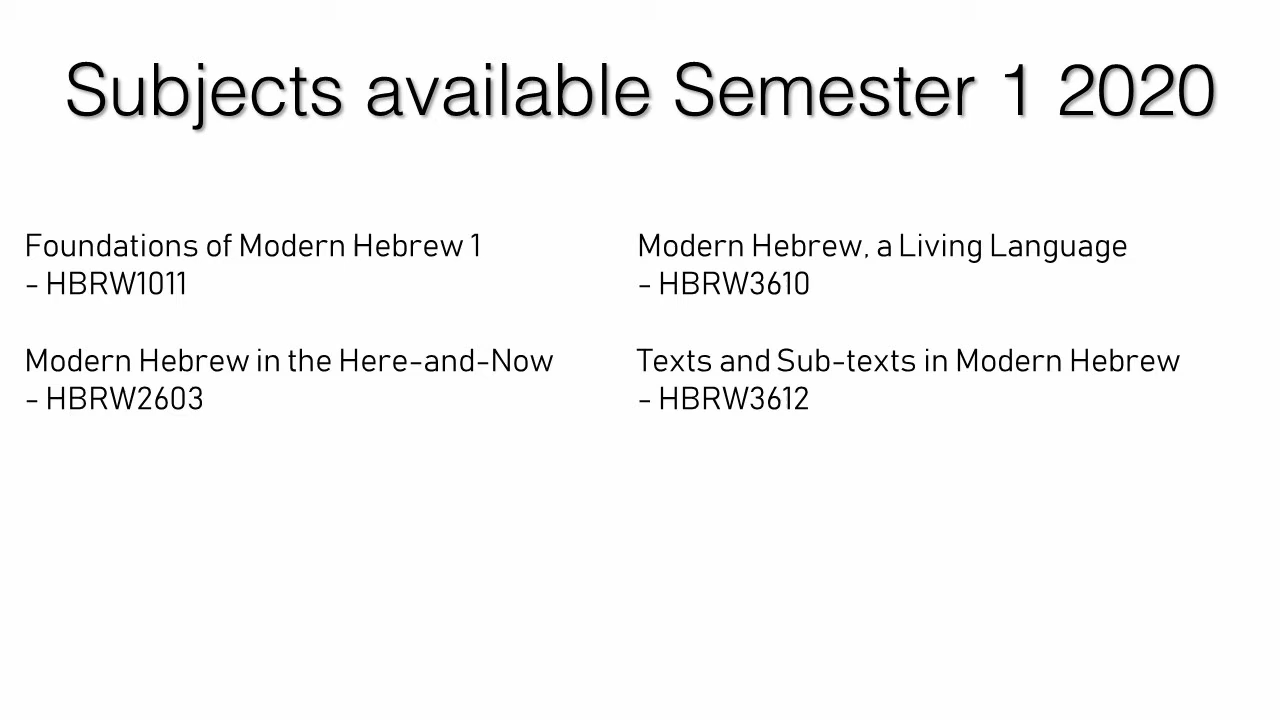 Subjects available Semester 1 2020
Foundations of Modern Hebrew 1
- HBRW1011
Modern Hebrew in the Here-and-Now
- HBRW2603
Modern Hebrew, a Living Language
- HBRW3610
Texts and Sub-texts in Modern Hebrew
- HBRW3612